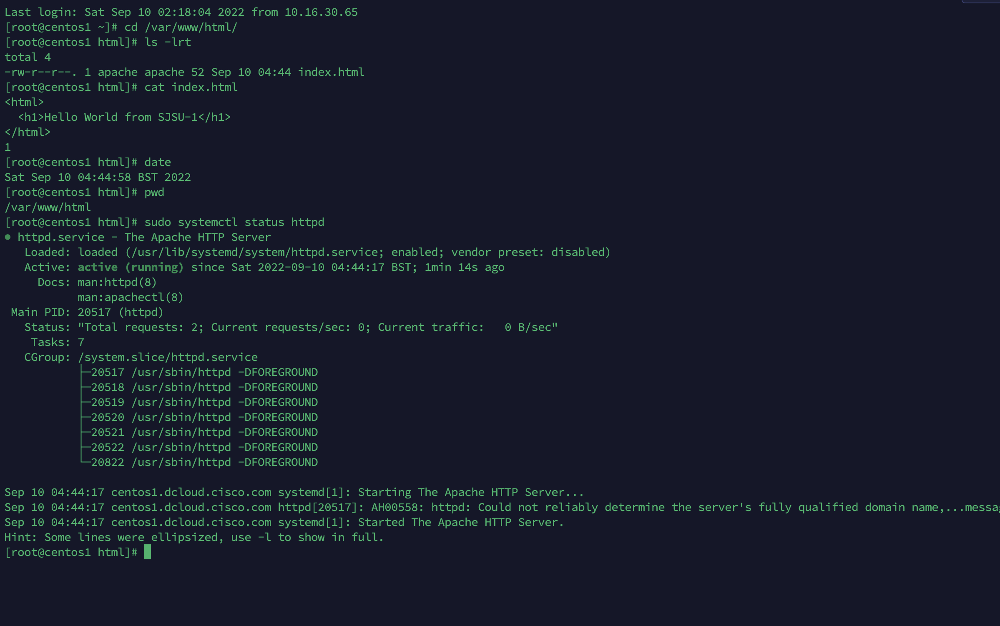 Last login: Sat Sep 10 02:18:04 2022 from 10.16.30.65
[root@centos1 ~]# cd /var/www/html/
[root@centos1 html]# ls -lrt
total 4
-rw-r--r--. 1 apache apache 52 Sep 10 04:44 index.html
[root@centos1 html]# cat index.html
<html>
  <h1>Hello World from SJSU-1</h1>
</html>
1
[root@centos1 html]# date
Sat Sep 10 04:44:58 BST 2022
[root@centos1 html]# pwd
/var/www/html
[root@centos1 html]# sudo systemctl status httpd
● httpd.service - The Apache HTTP Server
   Loaded: loaded (/usr/lib/systemd/system/httpd.service; enabled; vendor preset: disabled)
   Active: active (running) since Sat 2022-09-10 04:44:17 BST; 1min 14s ago
     Docs: man:httpd(8)
           man:apachectl(8)
 Main PID: 20517 (httpd)
   Status: "Total requests: 2; Current requests/sec: 0; Current traffic:   0 B/sec"
    Tasks: 7
   CGroup: /system.slice/httpd.service
           ├─20517 /usr/sbin/httpd -DFOREGROUND
           ├─20518 /usr/sbin/httpd -DFOREGROUND
           ├─20519 /usr/sbin/httpd -DFOREGROUND
           ├─20520 /usr/sbin/httpd -DFOREGROUND
           ├─20521 /usr/sbin/httpd -DFOREGROUND
           ├─20522 /usr/sbin/httpd -DFOREGROUND
           └─20822 /usr/sbin/httpd -DFOREGROUND

Sep 10 04:44:17 centos1.dcloud.cisco.com systemd[1]: Starting The Apache HTTP Server...
Sep 10 04:44:17 centos1.dcloud.cisco.com httpd[20517]: AH00558: httpd: Could not reliably determine the server's fully qualified domain name,...messa
Sep 10 04:44:17 centos1.dcloud.cisco.com systemd[1]: Started The Apache HTTP Server.
Hint: Some lines were ellipsized, use -l to show in full.
[root@centos1 html]#